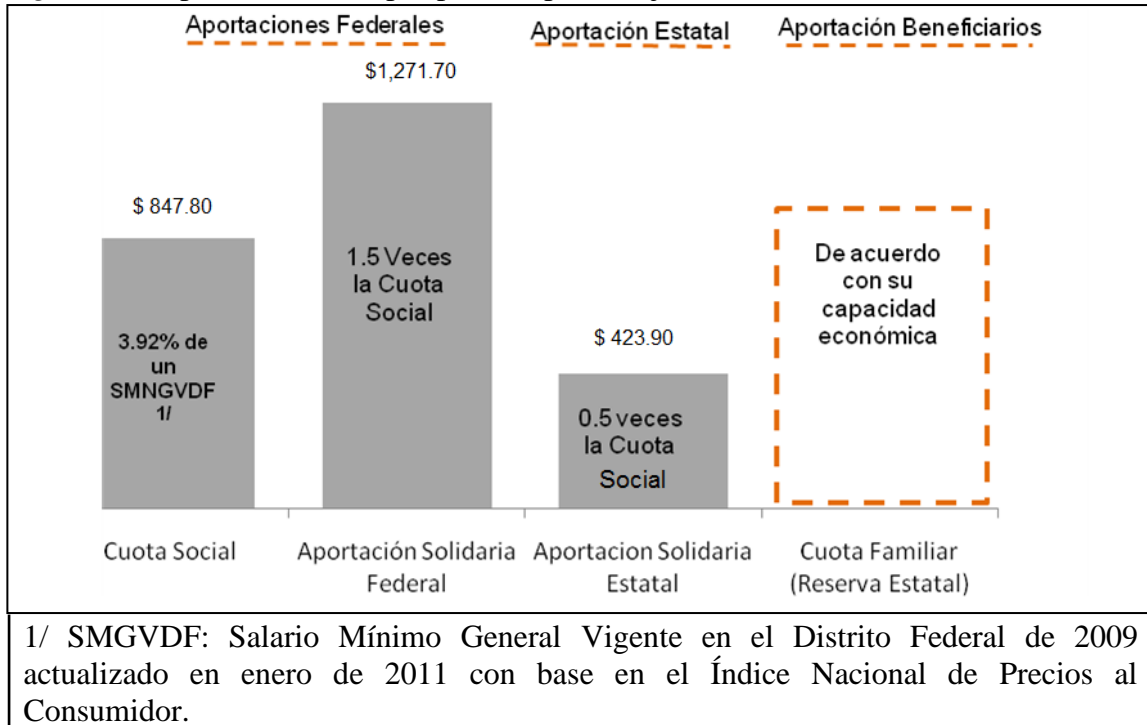 Aportaciones Federales
Aportación Estatal
Aportación Beneficiarios
$1,271.70
$ 847.80
$ 423.90
3.92% de
un
SMNGVDF
1/
1.5 Veces
la Cuota
Social
0.5 veces
la Cuota
Social
De acuerdo
con su
capacidad
económica
Cuota Social
Aportación Solidaria
Federal
Aportacion Solidaria
Estatal
Cuota Familiar
(Reserva Estatal)
1/ SMGVDF: Salario Mínimo General Vigente en el Distrito Federal de 2009
actualizado en enero de 2011 con base en el Índice Nacional de Precios al
Consumidor.